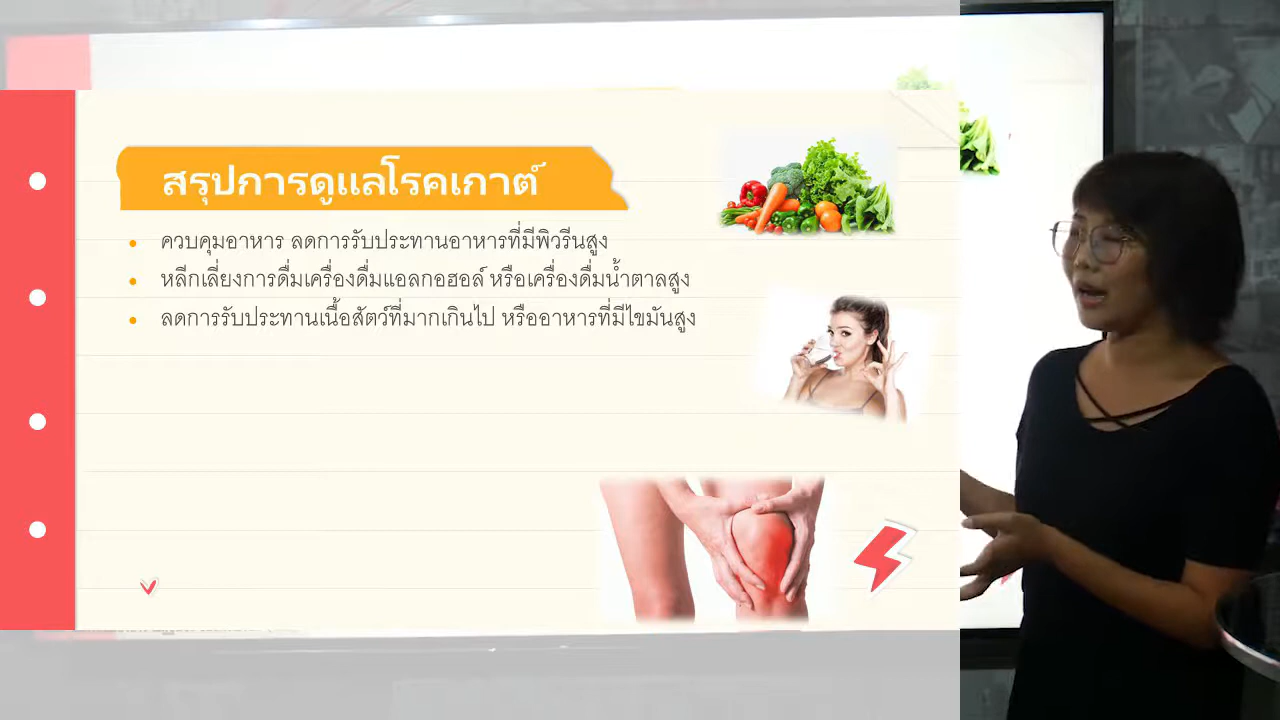 สรุปการดูแลโรคเกาต์
ควบคุมอาหาร ลดการรับประทานอาหารที่มีพิวรีนสูง
หลีกเลี่ยงการดื่มเครื่องดื่มแอลกอฮอล์ หรือเครื่องดื่มน้ำตาลสูง
ลดการรับประทานเนื้อสัตว์ที่มากเกินไป หรืออาหารที่มีไขมันสูง